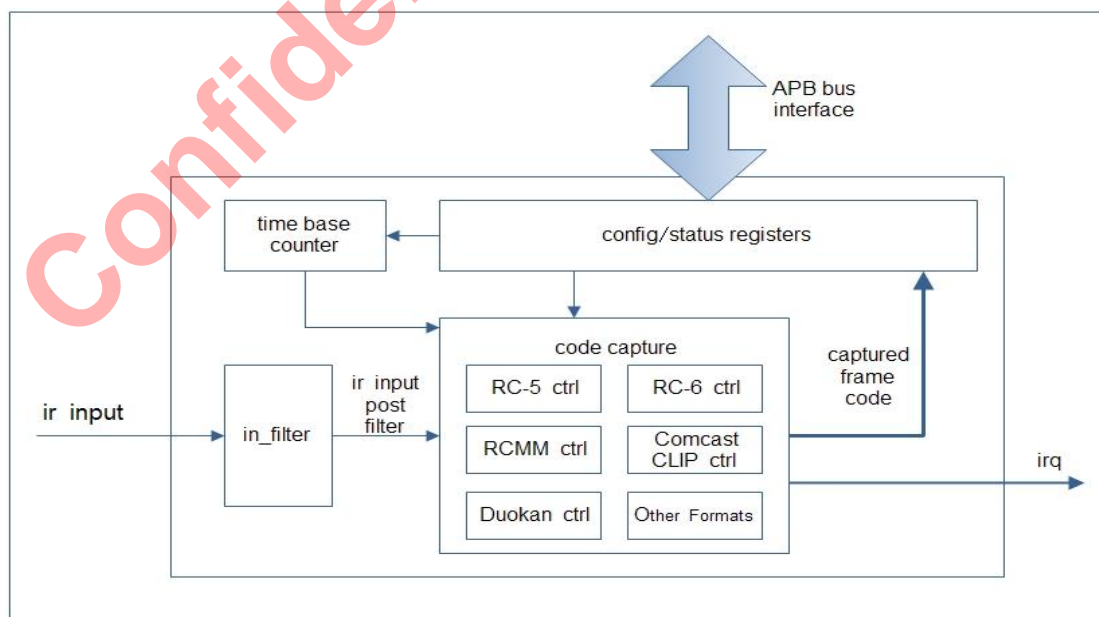 Confide
APB bus
interface
time base
counter
config/status registers
code capture
captured
frame
code
RC-5 ctrl
RC-6 ctrl
ir input
post
filter
ir input
in_filter
RCMM ctrl
Comcast
CLIP ctrl
irq
Duokan ctrl
Other Formats